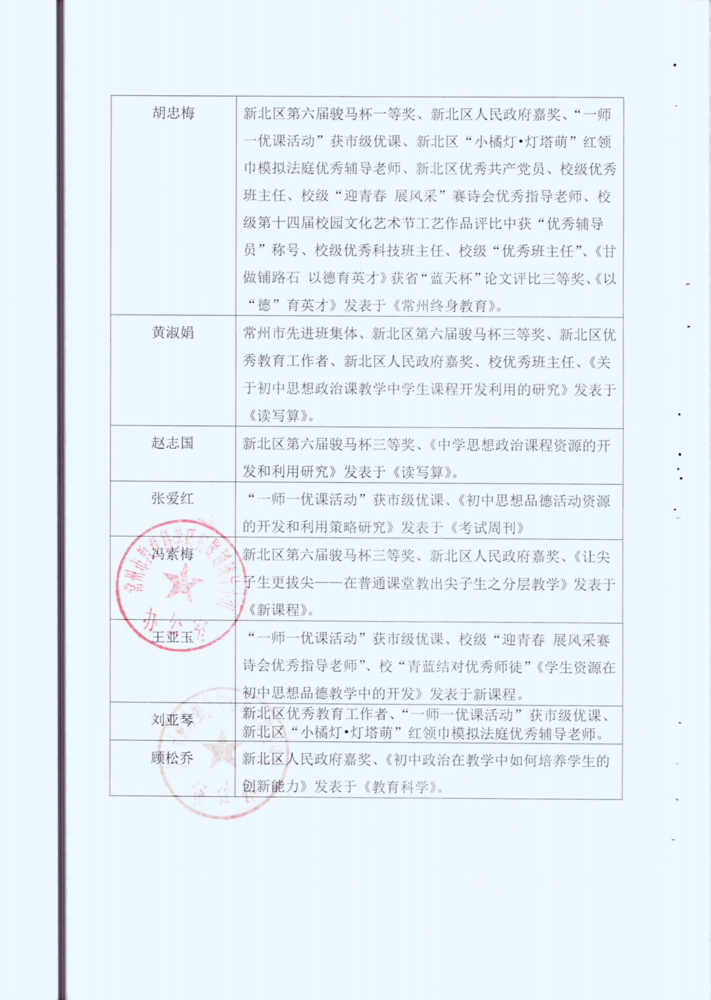 胡忠梅
新北区第六届骏马杯一等奖、新北区人民政府嘉奖、“一师
一优课活动”获市级优课、新北区“小橘灯•灯塔萌”红领
巾模拟法庭优秀辅导老师、新北区优秀共产党员、校级优秀
班主任、校级“迎青春 展风采”赛诗会优秀指导老师、校
级第十四届校园文化艺术节工艺作品评比中获“优秀辅导
员”称号、校级优秀科技班主任、校级“优秀班主任”、《甘
做铺路石 以德育英才》获省“蓝天杯”论文评比三等奖、《以
“德”育英才》发表于《常州终身教育》。
黄淑娟
常州市先进班集体、新北区第六届骏马杯三等奖、新北区优
秀教育工作者、新北区人民政府嘉奖、校优秀班主任、《关
于初中思想政治课教学中学生课程开发利用的研究》发表于
《读写算》。
赵志国
新北区第六届骏马杯三等奖、《中学思想政治课程资源的开
发和利用研究》发表于《读写算》。
张爱红
“一师一优课活动”获市级优课、《初中思想品德活动资源
的开发和利用策略研究》发表于《考试周刊》
冯素梅
新北区第六届骏马杯三等奖、新北区人民政府嘉奖、《让尖
子生更拔尖——在普通课堂教出尖子生之分层教学》发表于
《新课程》。
王亚玉
“一师一优课活动”获市级优课、校级“迎青春 展风采赛
诗会优秀指导老师”、校“青蓝结对优秀师徒”《学生资源在
初中思想品德教学中的开发》发表于新课程。
刘亚琴
新北区优秀教育工作者、“一师一优课活动”获市级优课、
新北区“小橘灯•灯塔萌”红领巾模拟法庭优秀辅导老师。
顾松乔
新北区人民政府嘉奖、《初中政治在教学中如何培养学生的
创新能力》发表于《教育科学》。
常州市教育科学研究
办公室